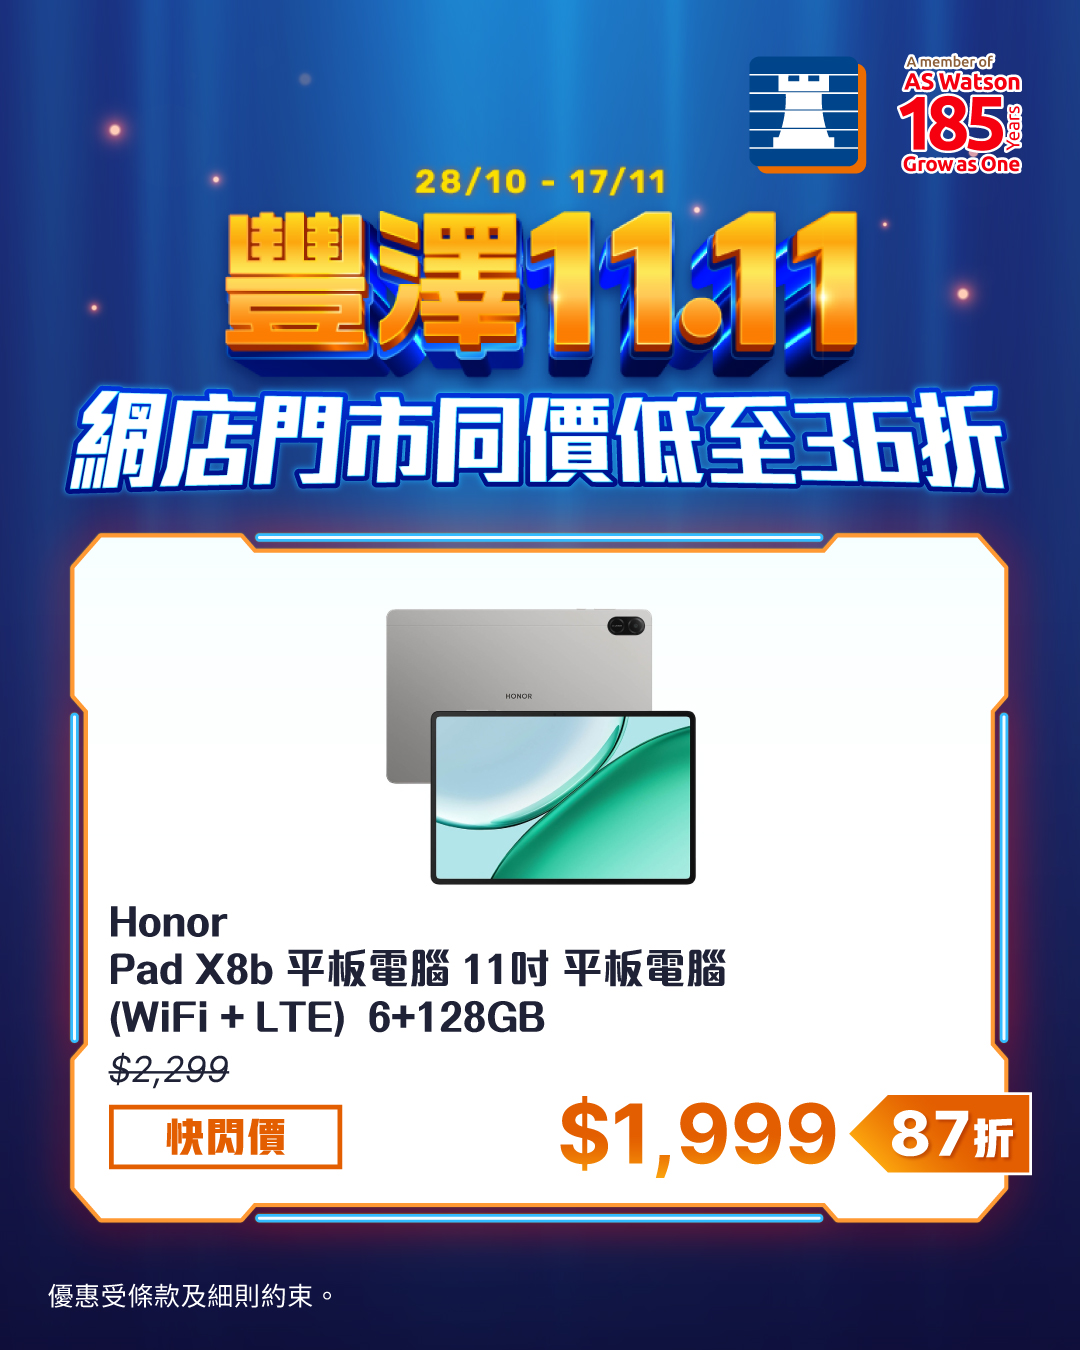 A member of
AS Watson
185 Years
Grow as One
28/10 - 17/11
豐澤11.11
網店門市同價低至36折
HONOR
Honor
Pad X8b 平板電腦 11吋 平板電腦
(WiFi + LTE) 6+128GB
$2,299
快閃價
$1,999
87折
優惠受條款及細則約束。